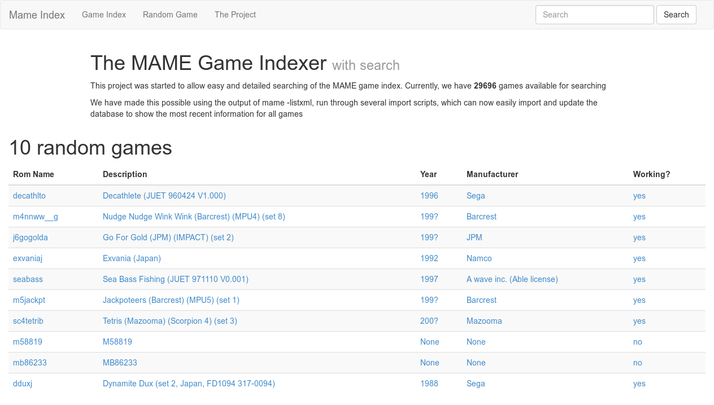 Mame Index Game Index Random Game The Project Search Search
The MAME Game Indexer with search
This project was started to allow easy and detailed searching of the MAME game index. Currently, we have 29696 games available for searching
We have made this possible using the output of mame -listxml, run through several import scripts, which can now easily import and update the
database to show the most recent information for all games
10 random games
Rom Name Description Year Manufacturer Working?
decathlto Decathlete (JUET 960424 V1.000) 1996 Sega yes
m4nnww__g Nudge Nudge Wink Wink (Barcrest) (MPU4) (set 8) 199? Barcrest yes
j6gogolda Go For Gold (JPM) (IMPACT) (set 2) 199? JPM yes
exvaniaj Exvania (Japan) 1992 Namco yes
seabass Sea Bass Fishing (JUET 971110 V0.001) 1997 A wave inc. (Able license) yes
m5jackpt Jackpoteers (Barcrest) (MPU5) (set 1) 199? Barcrest yes
sc4tetrib Tetris (Mazooma) (Scorpion 4) (set 3) 200? Mazooma yes
m58819 M58819 None None no
mb86233 MB86233 None None no
dduxj Dynamite Dux (set 2, Japan, FD1094 317-0094) 1988 Sega yes